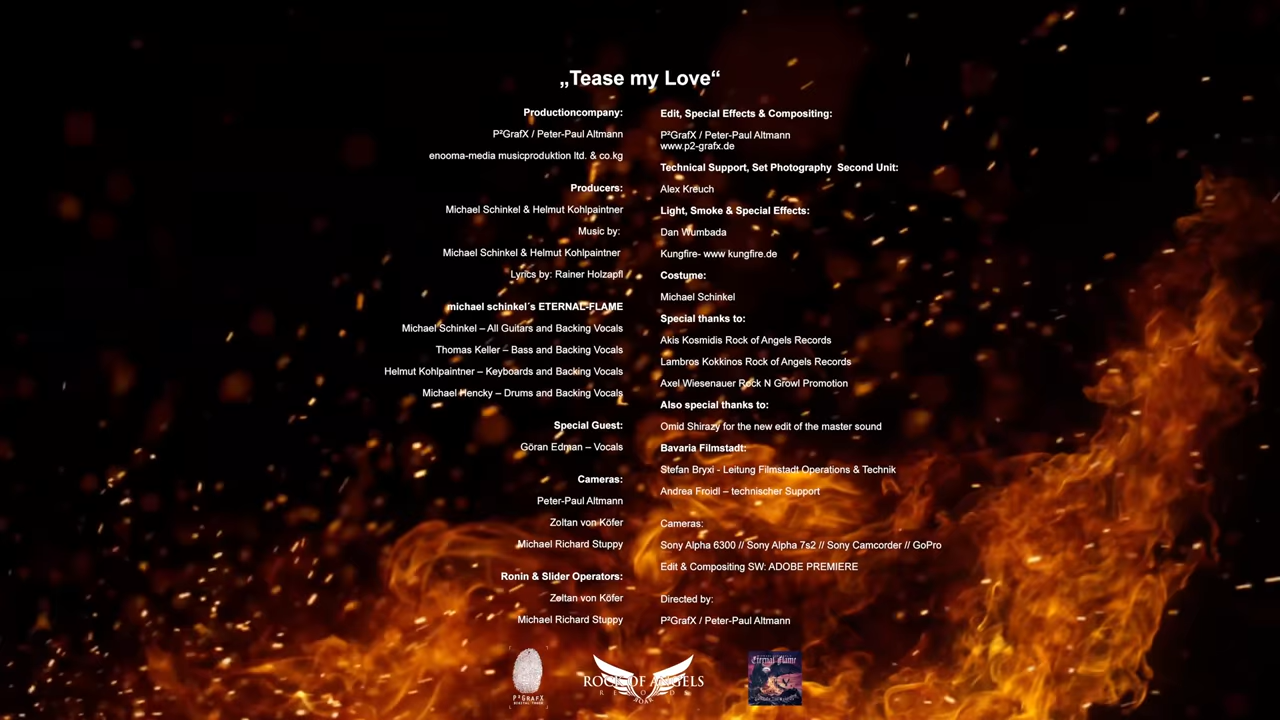 „Tease my Love“
Productioncompany:
P²GrafX / Peter-Paul Altmann
enooma-media musicproduktion ltd. & co.kg
Producers:
Michael Schinkel & Helmut Kohlpaintner
Music by:
Michael Schinkel & Helmut Kohlpaintner
Lyrics by: Rainer Holzapfl
michael schinkel´s ETERNAL-FLAME
Michael Schinkel – All Guitars and Backing Vocals
Thomas Keller – Bass and Backing Vocals
Helmut Kohlpaintner – Keyboards and Backing Vocals
Michael Hencky – Drums and Backing Vocals
Special Guest:
Göran Edman – Vocals
Cameras:
Peter-Paul Altmann
Zoltan von Köfer
Michael Richard Stuppy
Ronin & Slider Operators:
Zoltan von Köfer
Michael Richard Stuppy
Edit, Special Effects & Compositing:
P²GrafX / Peter-Paul Altmann
www.p2-grafx.de
Technical Support, Set Photography  Second Unit:
Alex Kreuch
Light, Smoke & Special Effects:
Dan Wumbada
Kungfire- www kungfire.de
Costume:
Michael Schinkel
Special thanks to:
Akis Kosmidis Rock of Angels Records
Lambros Kokkinos Rock of Angels Records
Axel Wiesenauer Rock N Growl Promotion
Also special thanks to:
Omid Shirazy for the new edit of the master sound
Bavaria Filmstadt:
Stefan Bryxi - Leitung Filmstadt Operations & Technik
Andrea Froidl – technischer Support
Cameras:
Sony Alpha 6300 // Sony Alpha 7s2 // Sony Camcorder // GoPro
Edit & Compositing SW: ADOBE PREMIERE
Directed by:
P²GrafX / Peter-Paul Altmann
P²GRAFX
ROCK OF ANGELS
ROAR
Eternal Flame